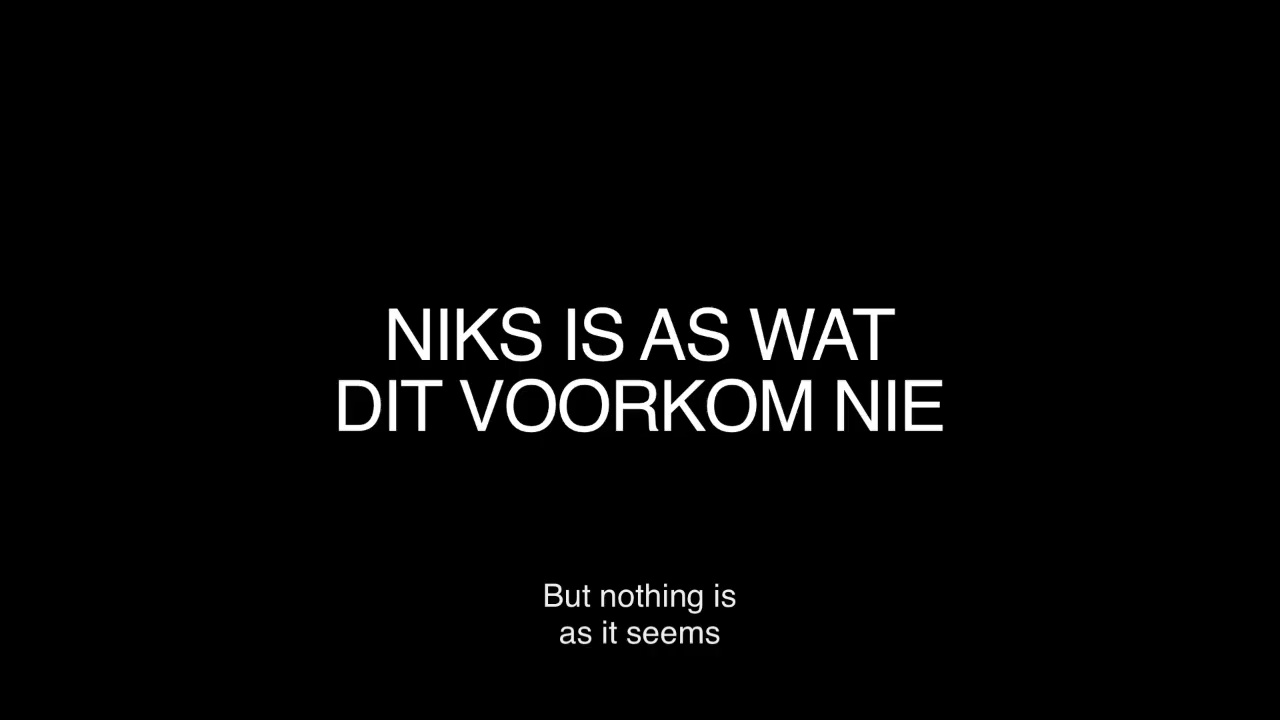 NIKS IS AS WAT
DIT VOORKOM NIE
But nothing is
as it seems